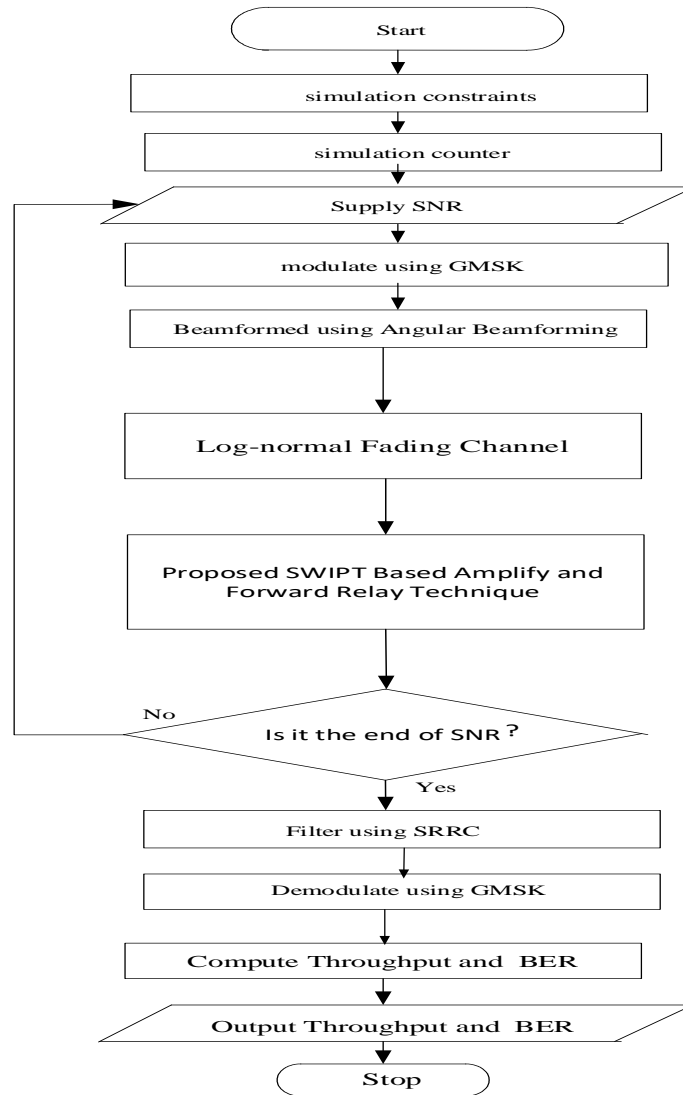 Start
simulation constraints
simulation counter
Supply SNR
modulate using GMSK
Beamformed using Angular Beamforming
Log-normal Fading Channel
Proposed SWIPT Based Amplify and
Forward Relay Technique
No
Is it the end of SNR?
Yes
Filter using SRRC
Demodulate using GMSK
Compute Throughput and BER
Output Throughput and BER
Stop